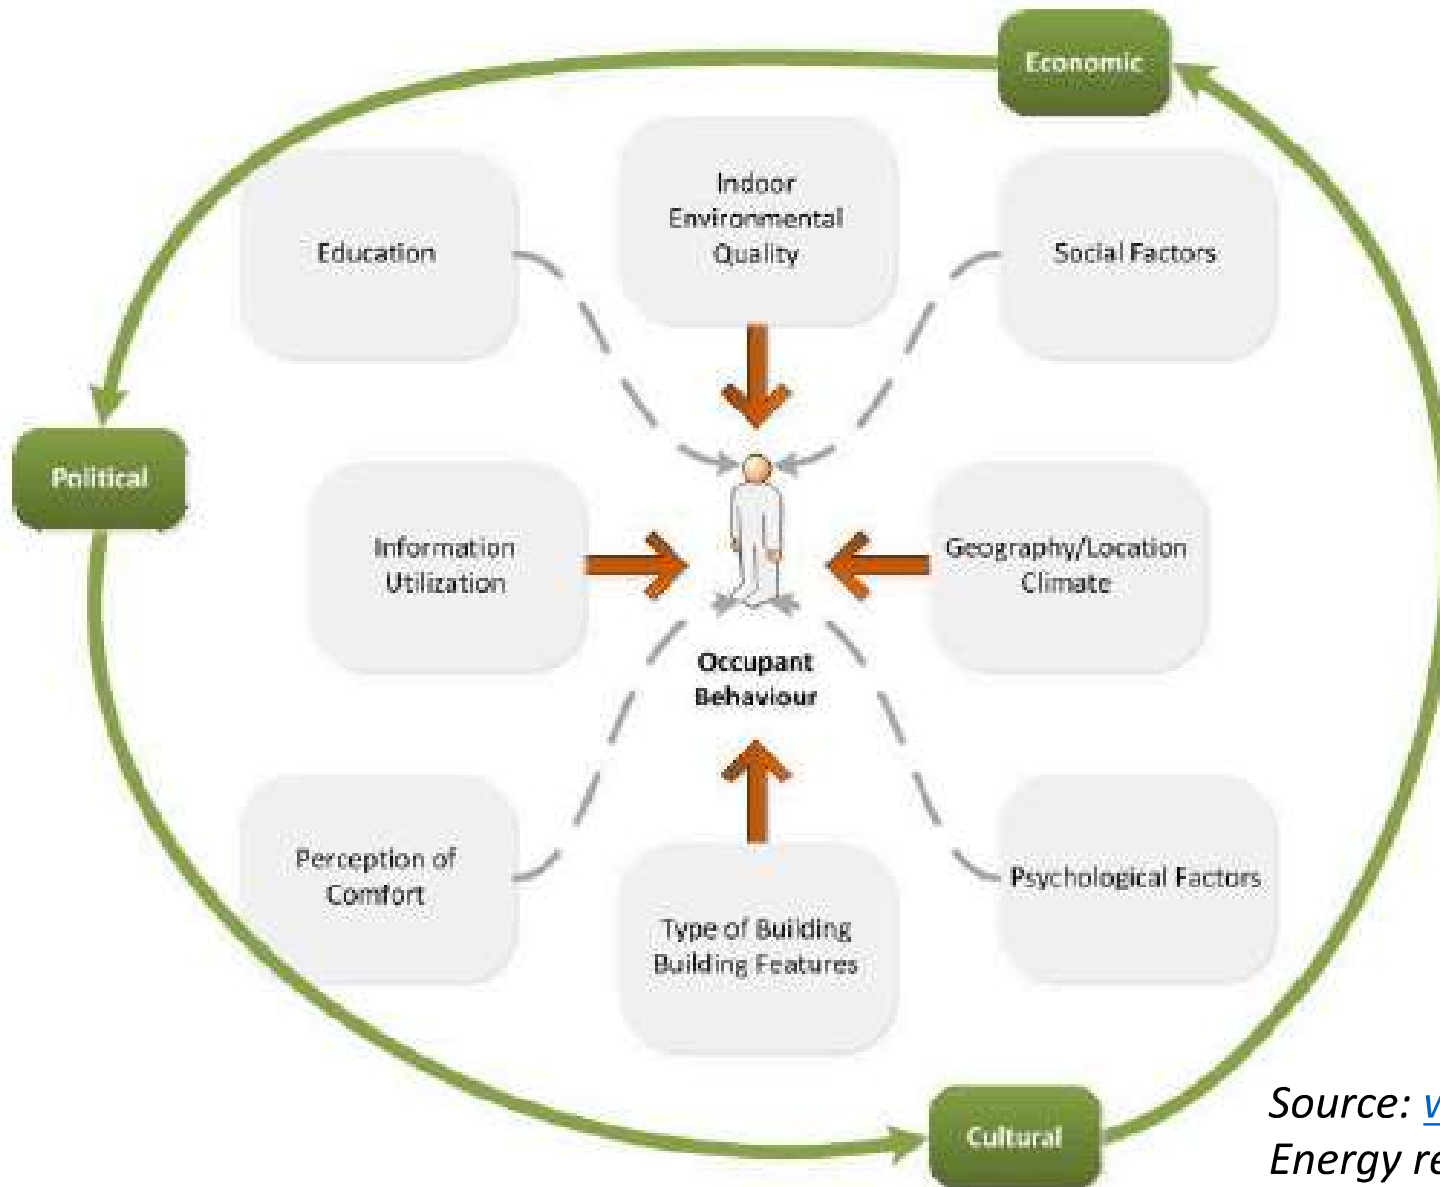 Economic
Indoor
Environmental
Quality
Education
Social Factors
Political
Information
Utilization
Geography/Location
Climate
Occupant
Behaviour
Perception of
Comfort
Psychological Factors
Type of Building
Building Features
Cultural
Source:
Energy